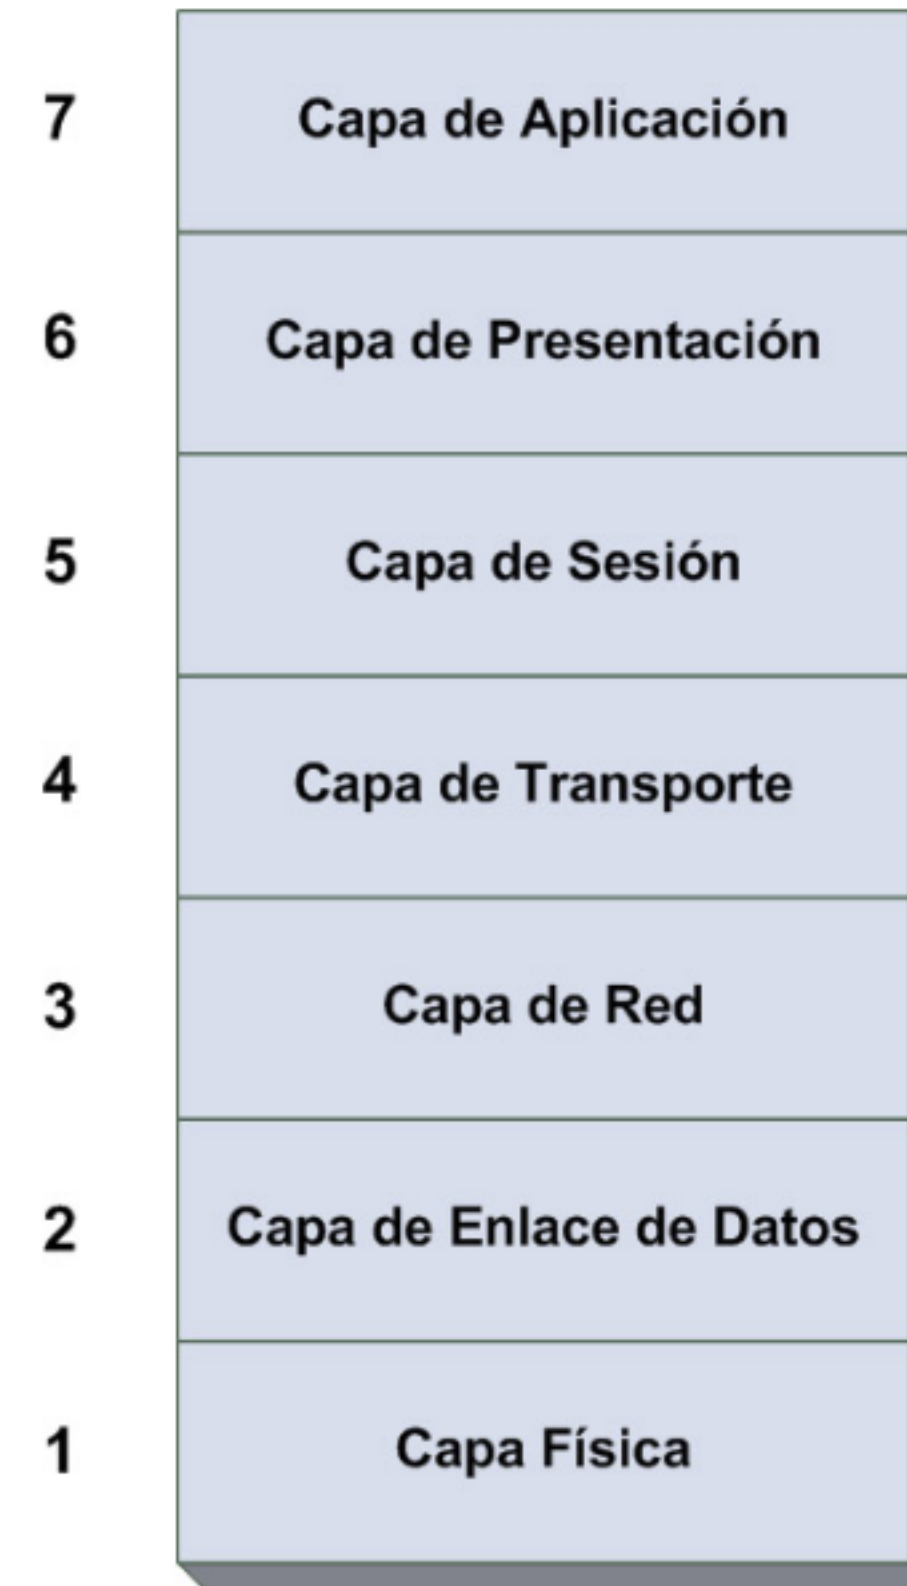 7 Capa de Aplicación
6 Capa de Presentación
5 Capa de Sesión
4 Capa de Transporte
3 Capa de Red
2 Capa de Enlace de Datos
1 Capa Física